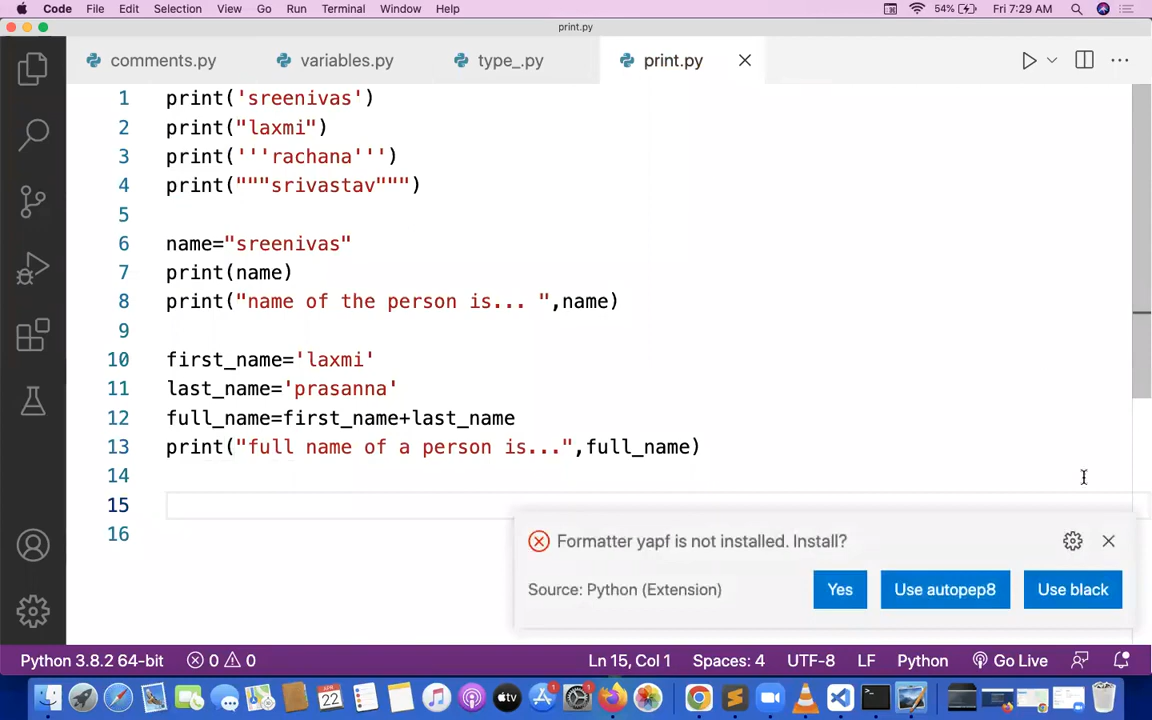 Code File Edit Selection View Go Run Terminal Window Help 54% Fri 7:29 AM
print.py
comments.py variables.py type_.py print.py
1 print('sreenivas')
2 print("laxmi")
3 print('''rachana''')
4 print("""srivastav""")
5
6 name="sreenivas"
7 print(name)
8 print("name of the person is... ",name)
9
10 first_name='laxmi'
11 last_name='prasanna'
12 full_name=first_name+last_name
13 print("full name of a person is...",full_name)
14
15
16
Formatter yapf is not installed. Install?
Source: Python (Extension) Yes Use autopep8 Use black
Python 3.8.2 64-bit 0 0 Ln 15, Col 1 Spaces: 4 UTF-8 LF Python Go Live
22 tv 1 1